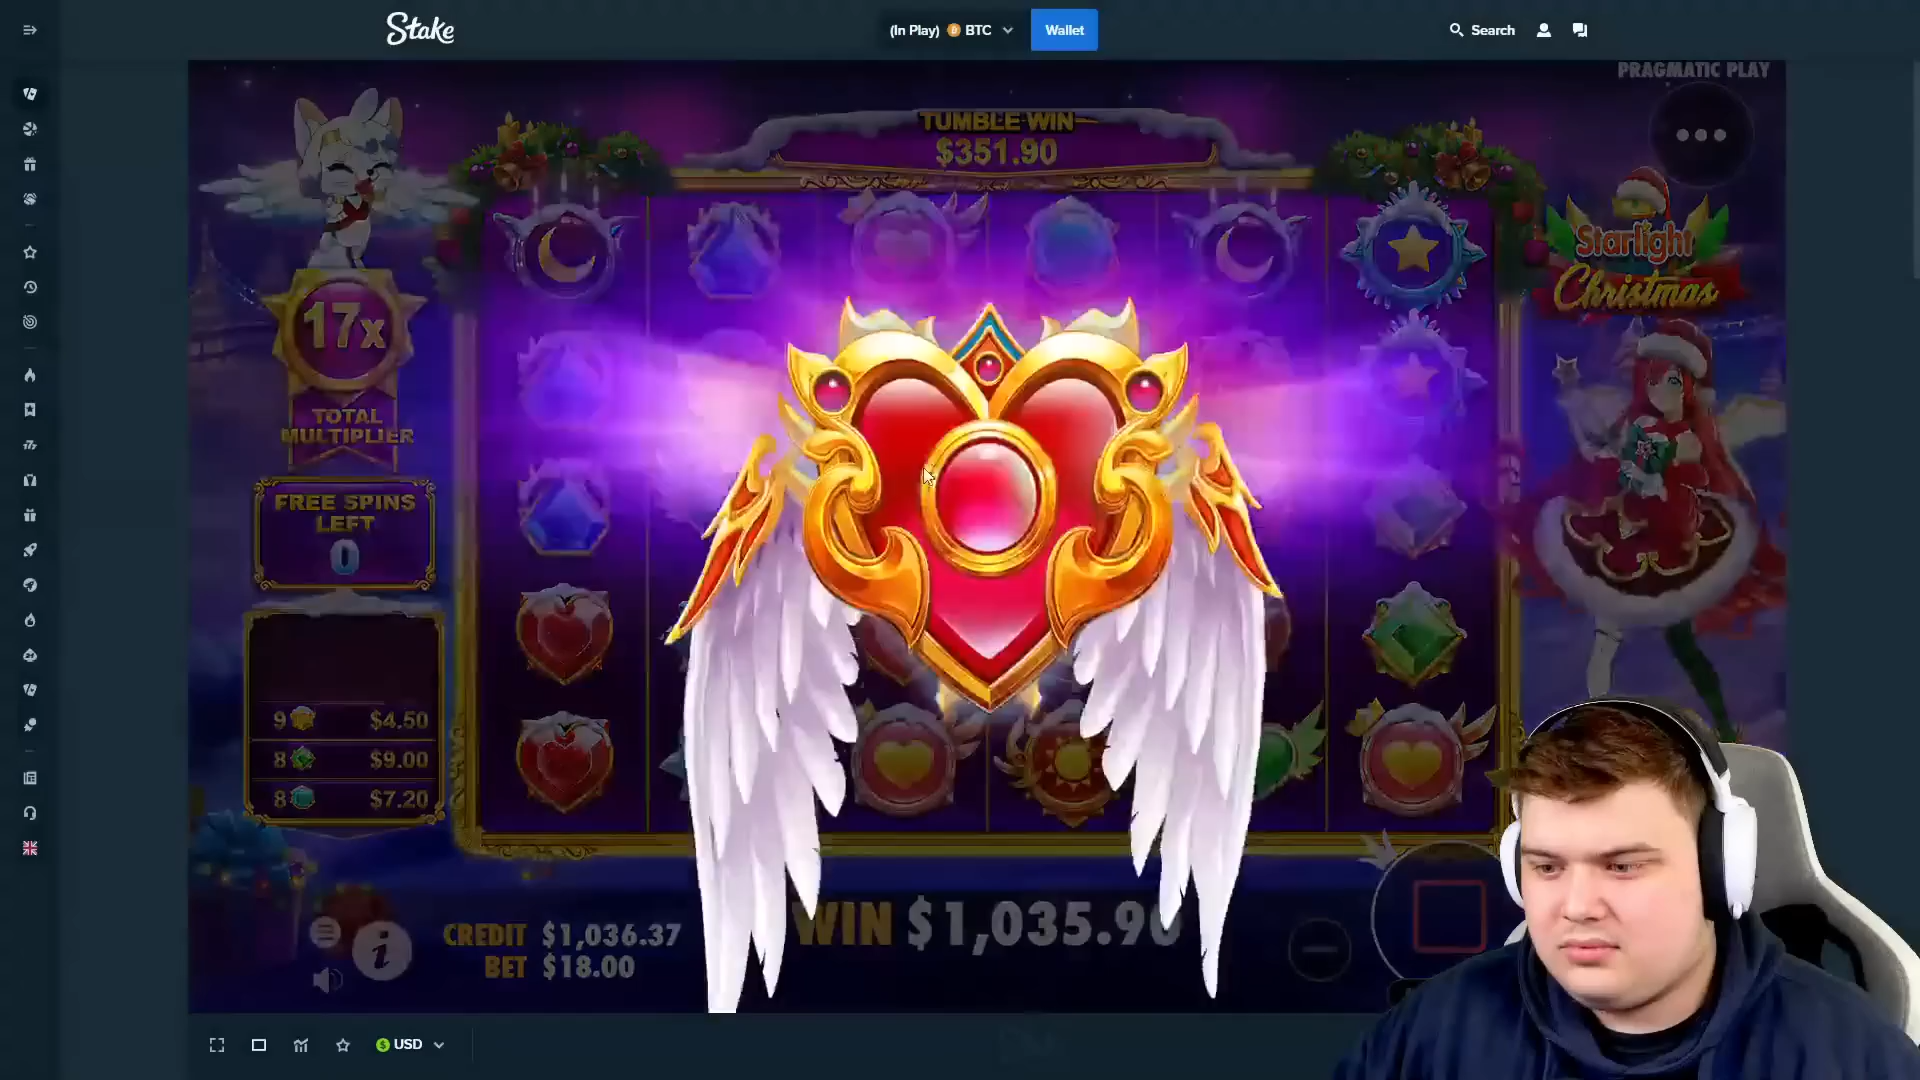 Stake
(In Play) BTC
Wallet
Search
PRAGMATIC PLAY
TUMBLE WIN
$351.90
Starlight
Christmas
17x
TOTAL
MULTIPLIER
FREE SPINS
LEFT
0
9 $4.50
8 $9.00
8 $7.20
CREDIT $1,036.37
BET $18.00
WIN $1,035.90
USD